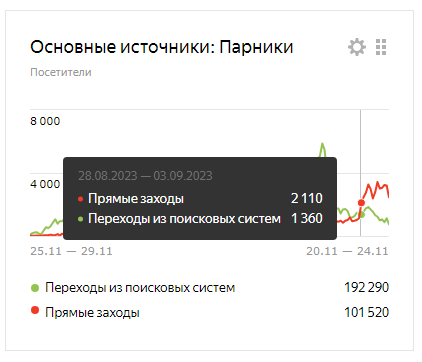 Основные источники: Парники
Посетители
8 000
4 000
28.08.2023 — 03.09.2023
Прямые заходы 2 110
Переходы из поисковых систем 1 360
25.11 — 29.11 20.11 — 24.11
Переходы из поисковых систем 192 290
Прямые заходы 101 520